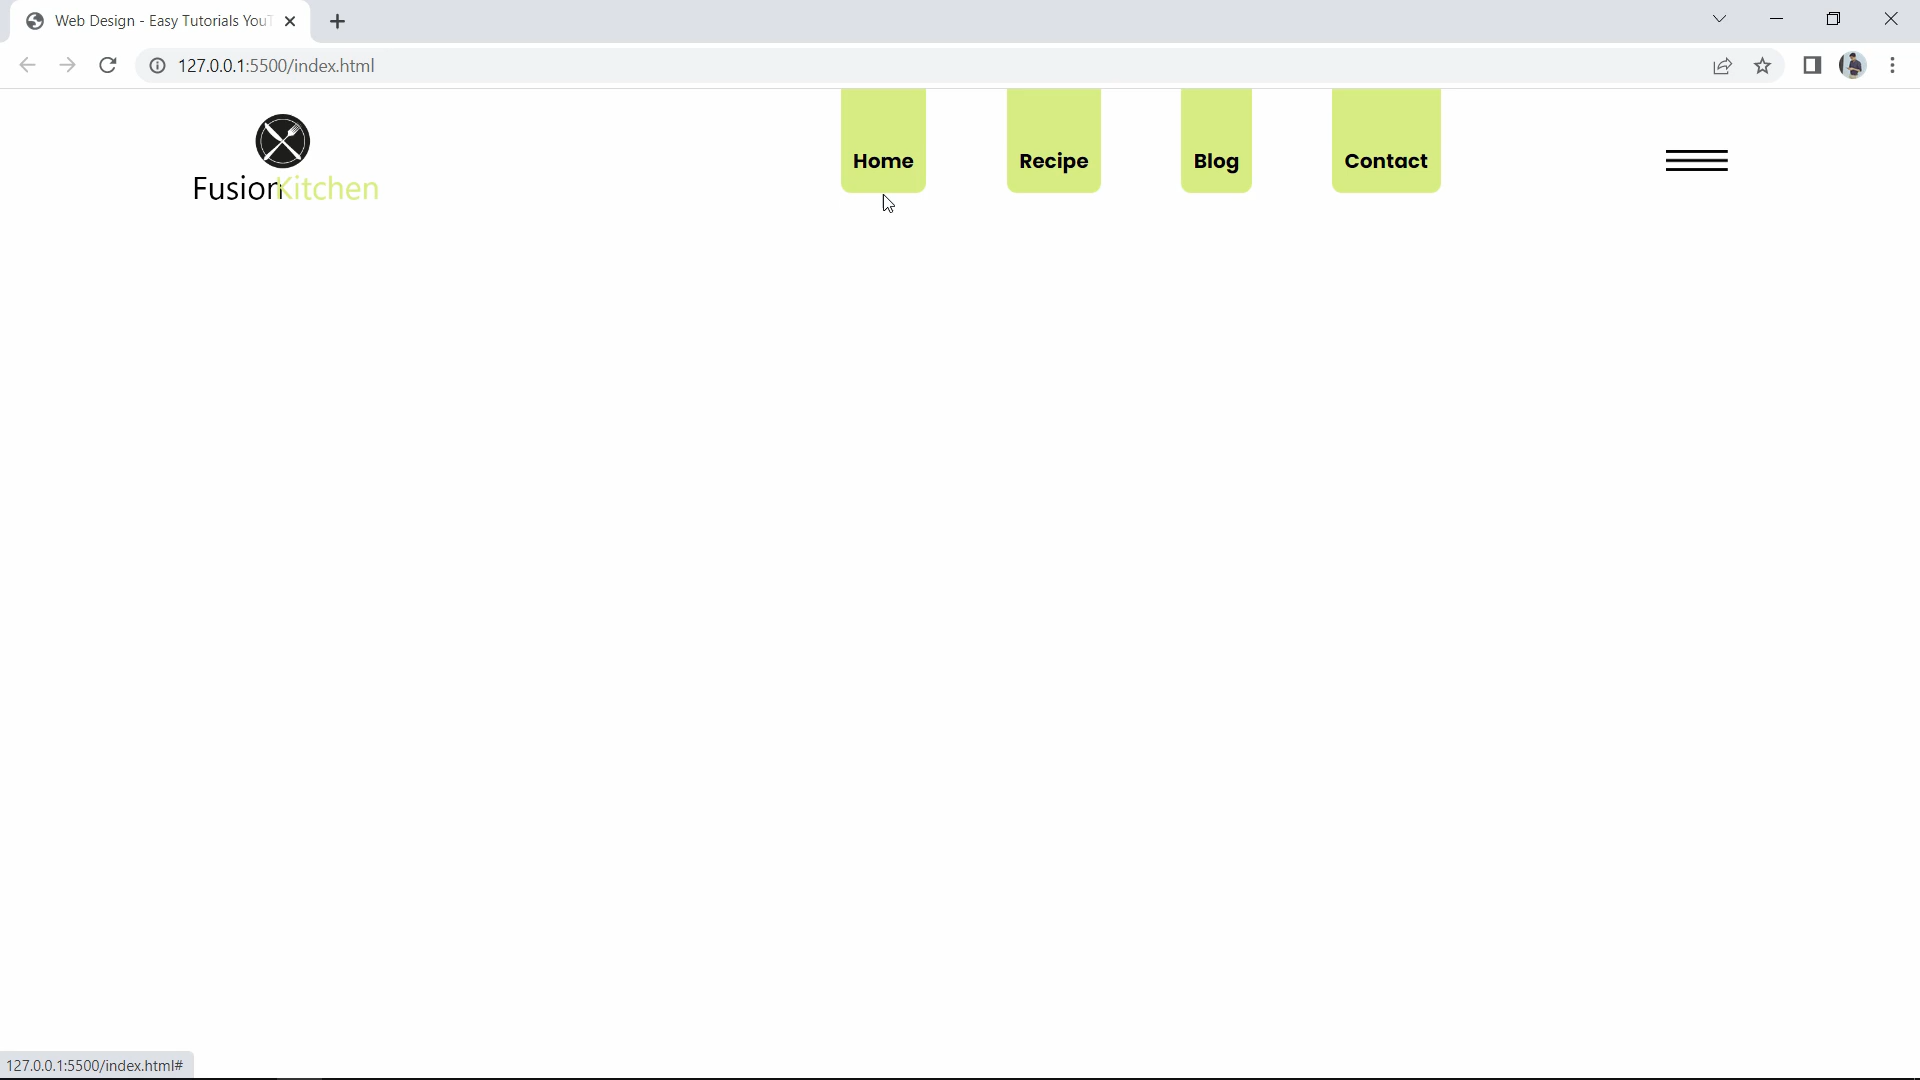 Web Design - Easy Tutorials YouT
127.0.0.1:5500/index.html
FusionKitchen
Home Recipe Blog Contact
127.0.0.1:5500/index.html#